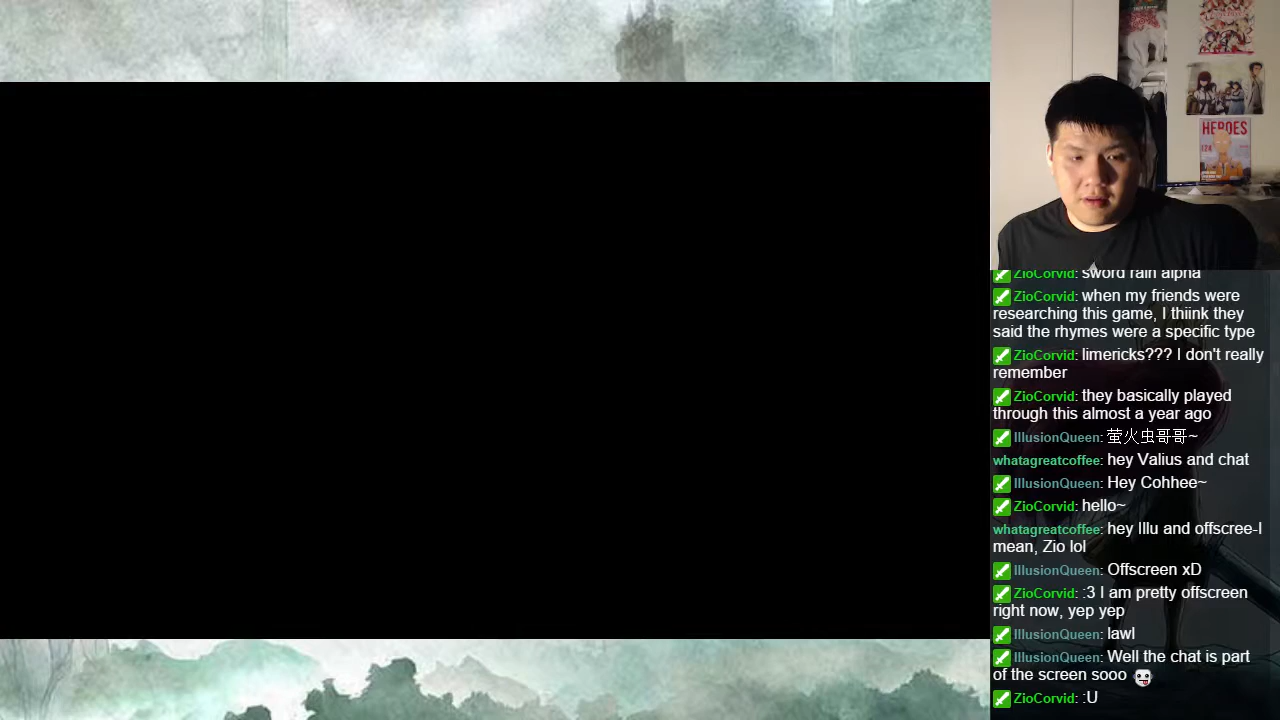 HEROES
ZioCorvid: sword rain alpha
ZioCorvid: when my friends were
researching this game, I thiink they
said the rhymes were a specific type
ZioCorvid: limericks??? I don't really
remember
ZioCorvid: they basically played
through this almost a year ago
IllusionQueen: 萤火虫哥哥~
whatagreatcoffee: hey Valius and chat
IllusionQueen: Hey Cohhee~
ZioCorvid: hello~
whatagreatcoffee: hey Illu and offscree-I
mean, Zio lol
IllusionQueen: Offscreen xD
ZioCorvid: :3 I am pretty offscreen
right now, yep yep
IllusionQueen: lawl
IllusionQueen: Well the chat is part
of the screen sooo
ZioCorvid: :U